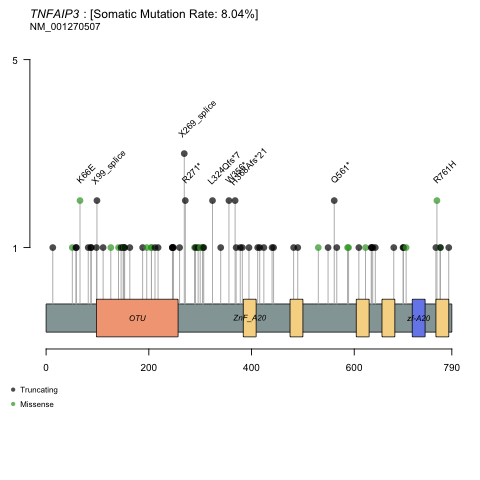 TNFAIP3 : [Somatic Mutation Rate: 8.04%]
NM_001270507
5
X269_splice
K66E
X99_splice
R271*
L324Qfs*7
Q561*
R761H
1
OTU
ZnF_A20
zf-A20
0 200 400 600 790
Truncating
Missense